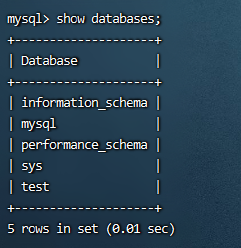 mysql> show databases;
+--------------------+
| Database           |
+--------------------+
| information_schema |
| mysql              |
| performance_schema |
| sys                |
| test               |
+--------------------+
5 rows in set (0.01 sec)